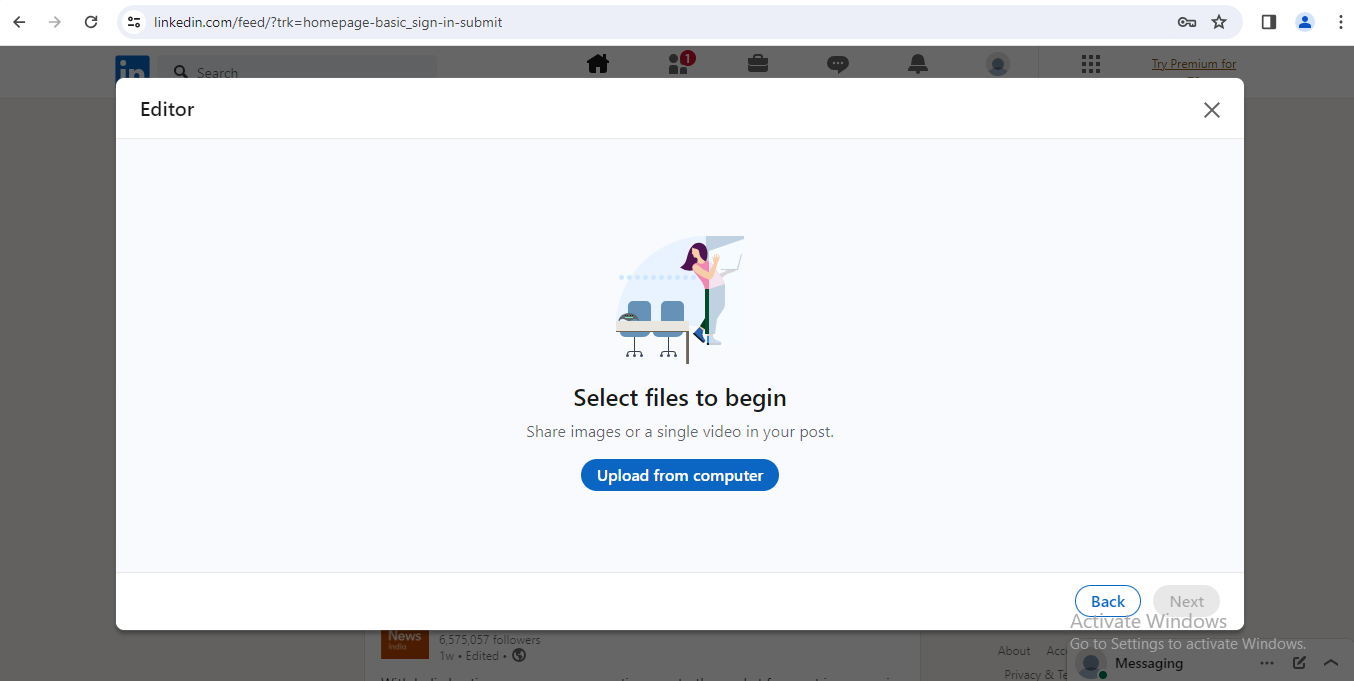 linkedin.com/feed/?trk=homepage-basic_sign-in-submit
in
Search
1
Try Premium for
Editor
Select files to begin
Share images or a single video in your post.
Upload from computer
Back
Next
Activate Windows
Go to Settings to activate Windows.
News
India
6,575,057 followers
1w • Edited •
About
Privacy & Te
Messaging